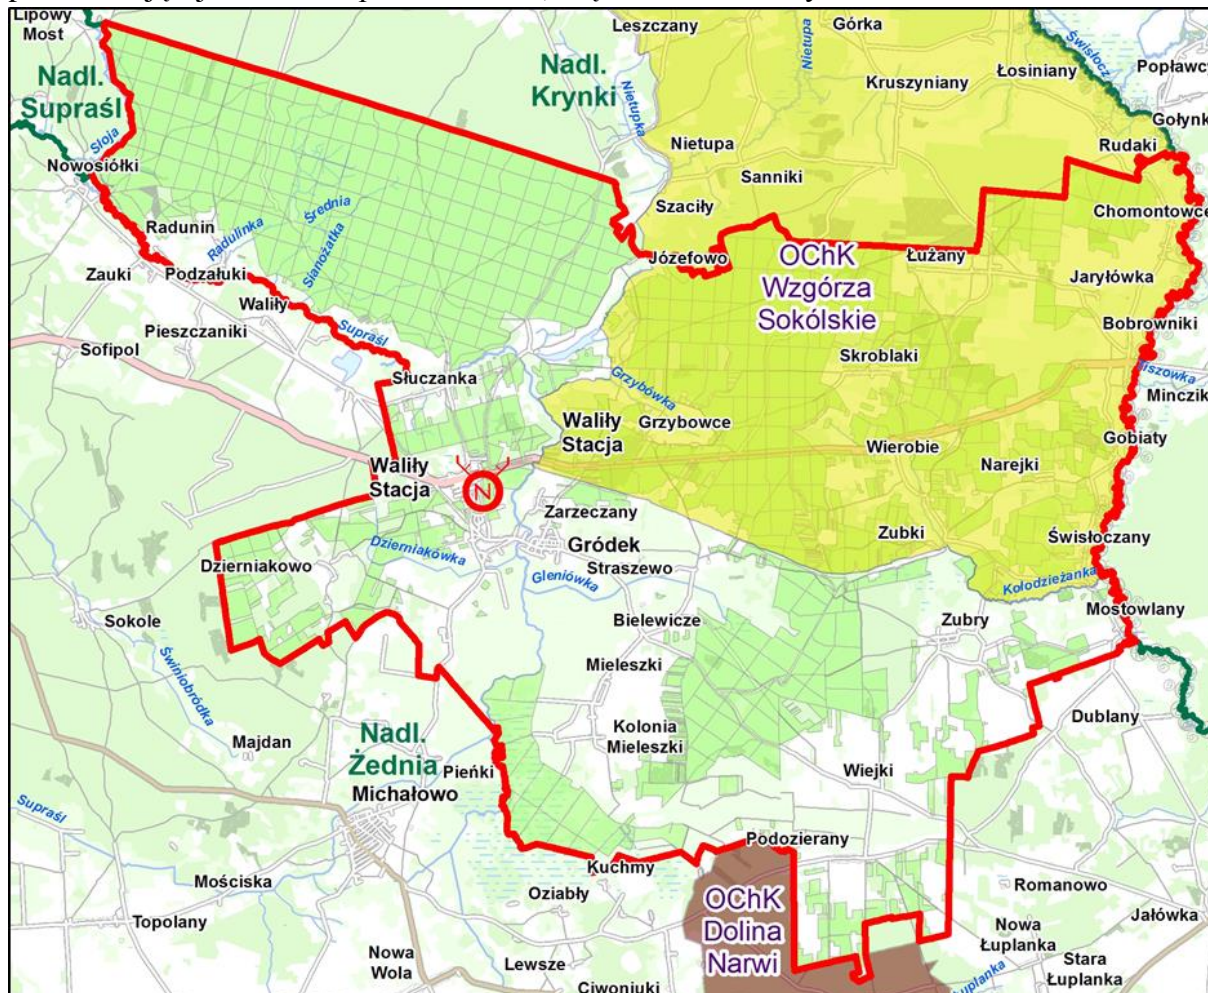 Lipowy
Most
Leszczany
Nietupa
Górka
Świsłocz
Łosiniany
Popławcy
Nadl.
Supraśl
Nadl.
Krynki
Nietupka
Kruszyniany
Gołynk
Słoja
Nowosiółki
Nietupa
Rudaki
Sanniki
Szaciły
Chomontowce
Średnia
Radulinka
Sianożatka
Radunin
Zauki
Podzałuki
Waliły
Józefowo
OChK
Wzgórza
Sokólskie
Łużany
Jaryłówka
Pieszczaniki
Sofipol
Supraśl
Bobrowniki
Skroblaki
Słuczanka
Grzybówka
Minczik
Waliły
Stacja
Grzybowce
Wierobie
Gobiaty
Narejki
Waliły
Stacja
N
Zarzeczany
Zubki
Świsłoczany
Dzierniakówka
Gródek
Dzierniakowo
Gleniówka
Straszewo
Kołodzieżanka
Mostowlany
Sokole
Bielewicze
Zubry
Świniobródka
Mieleszki
Dublany
Kolonia
Mieleszki
Majdan
Nadl.
Żednia
Pieńki
Michałowo
Wiejki
Supraśl
Podozierany
Kuchmy
Mościska
Oziabły
OChK
Dolina
Narwi
Romanowo
Topolany
Nowa
Łuplanka
Jałówka
Nowa
Wola
Lewsze
Stara
Łuplanka
Ciwoniuki